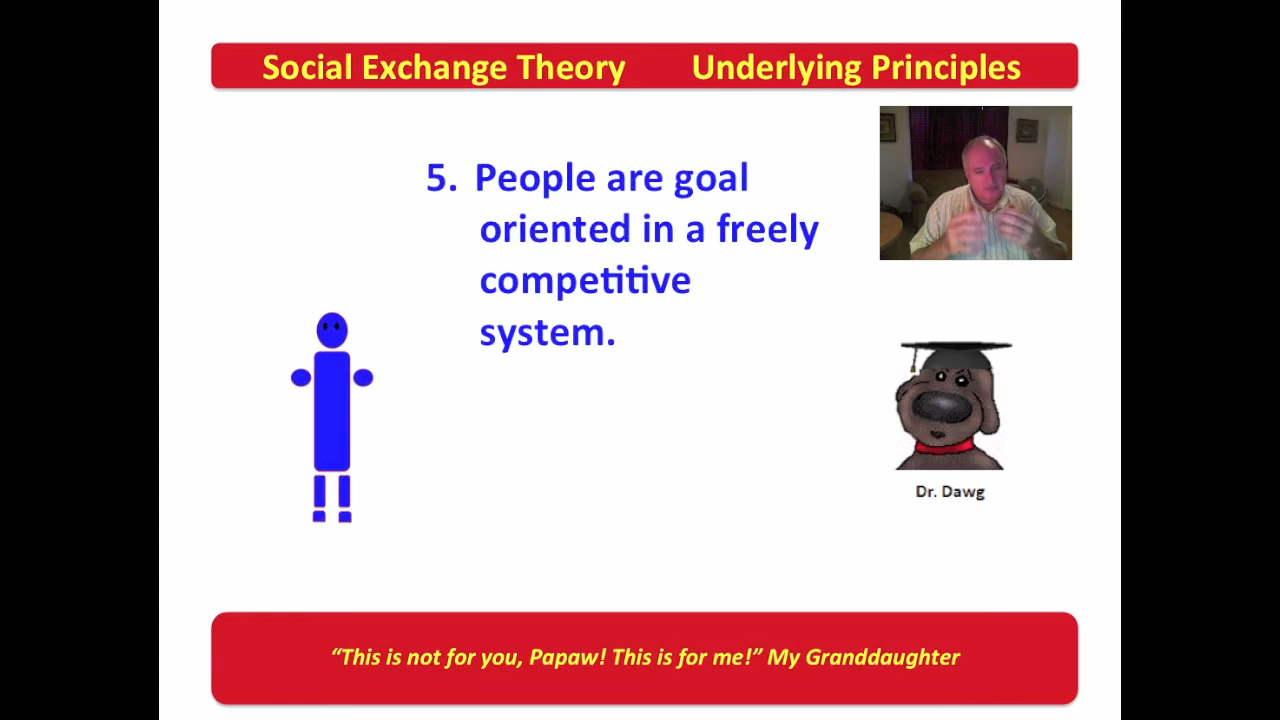 Social Exchange Theory Underlying Principles
5. People are goal
oriented in a freely
competitive
system.
Dr. Dawg
“This is not for you, Papaw! This is for me!” My Granddaughter